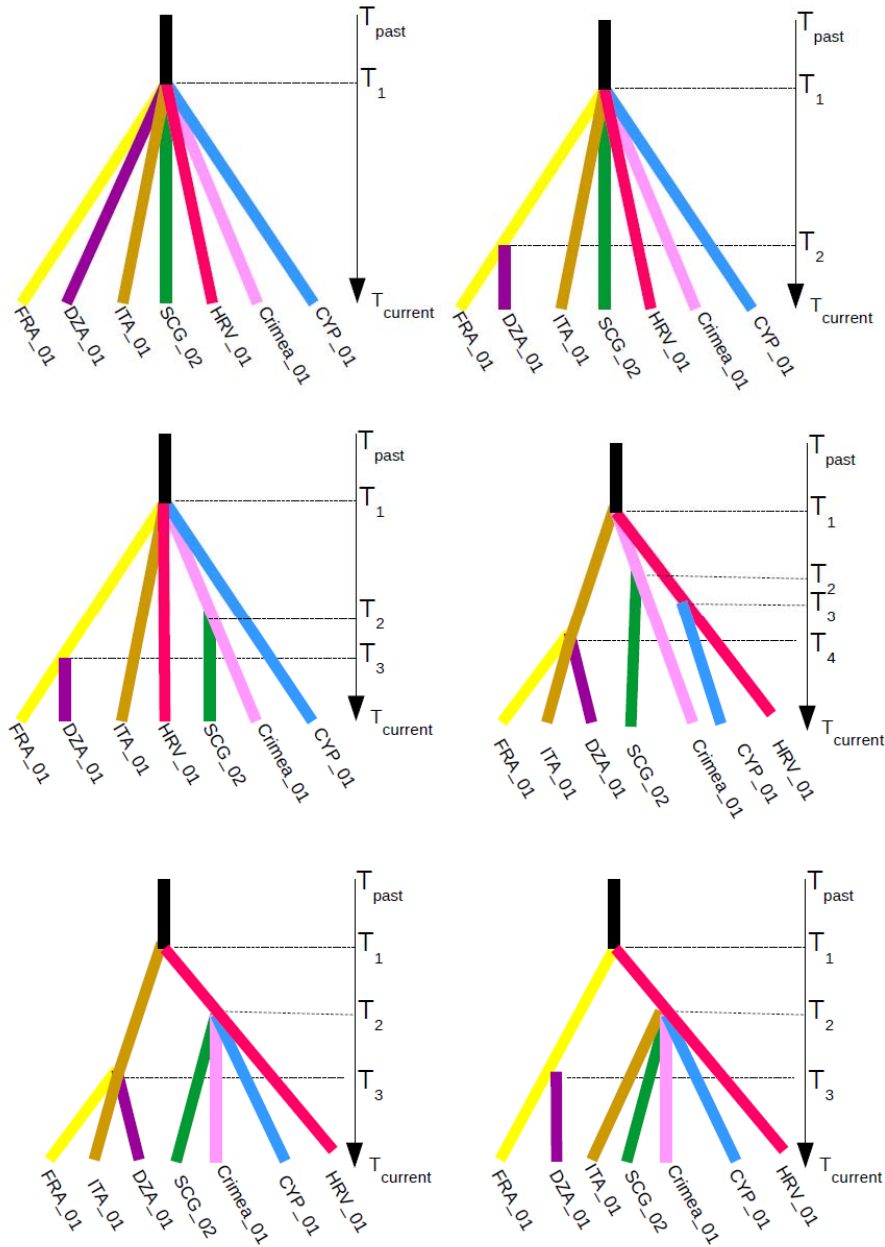 T past
T 1
T current
FRA_01
DZA_01
ITA_01
SCG_02
HRV_01
Crimea_01
CYP_01
T past
T 1
T 2
T current
FRA_01
DZA_01
ITA_01
SCG_02
HRV_01
Crimea_01
CYP_01
T past
T 1
T 2
T 3
T current
FRA_01
DZA_01
ITA_01
HRV_01
SCG_02
Crimea_01
CYP_01
T past
T 1
T 2
T 3
T 4
T current
FRA_01
ITA_01
DZA_01
SCG_02
Crimea_01
CYP_01
HRV_01
T past
T 1
T 2
T 3
T current
FRA_01
ITA_01
DZA_01
SCG_02
Crimea_01
CYP_01
HRV_01
T past
T 1
T 2
T 3
T current
FRA_01
DZA_01
ITA_01
SCG_02
Crimea_01
CYP_01
HRV_01